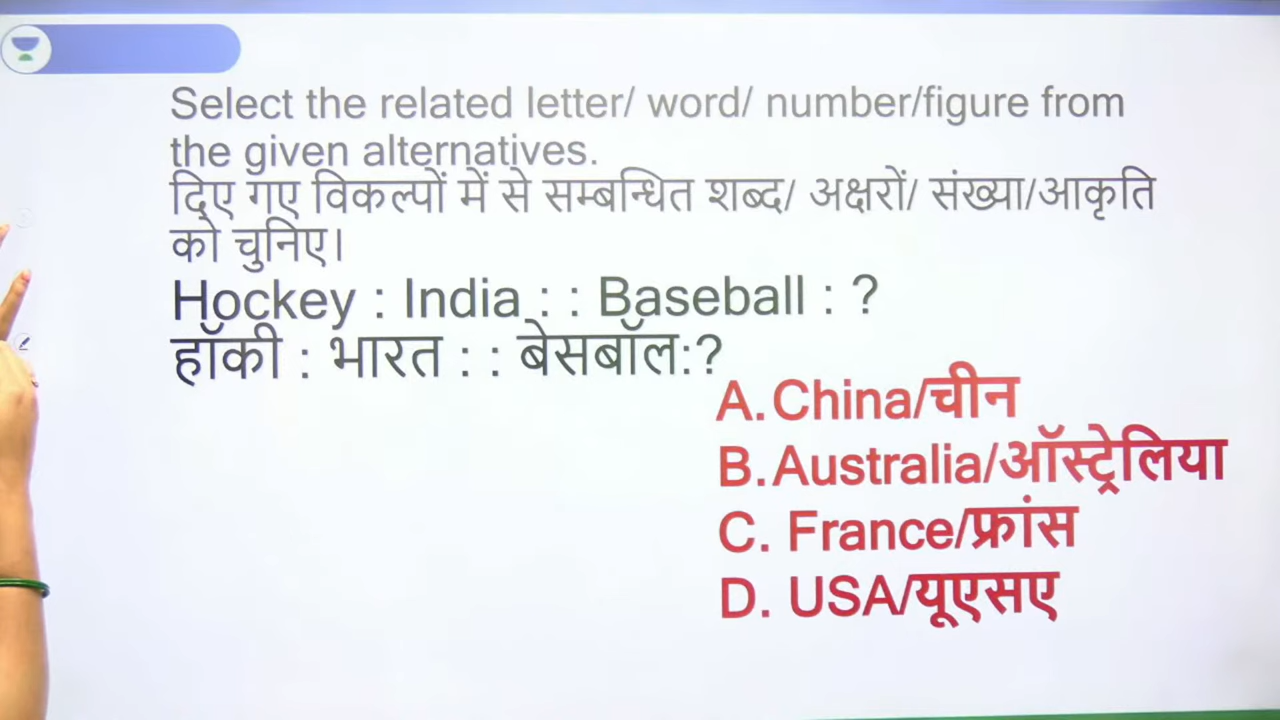 Select the related letter/ word/ number/figure from
the given alternatives.
दिए गए विकल्पों में से सम्बन्धित शब्द/ अक्षरों/ संख्या/आकृति
को चुनिए।
Hockey : India : : Baseball : ?
हॉकी : भारत : : बेसबॉल:?
A. China/चीन
B. Australia/ऑस्ट्रेलिया
C. France/फ्रांस
D. USA/यूएसए